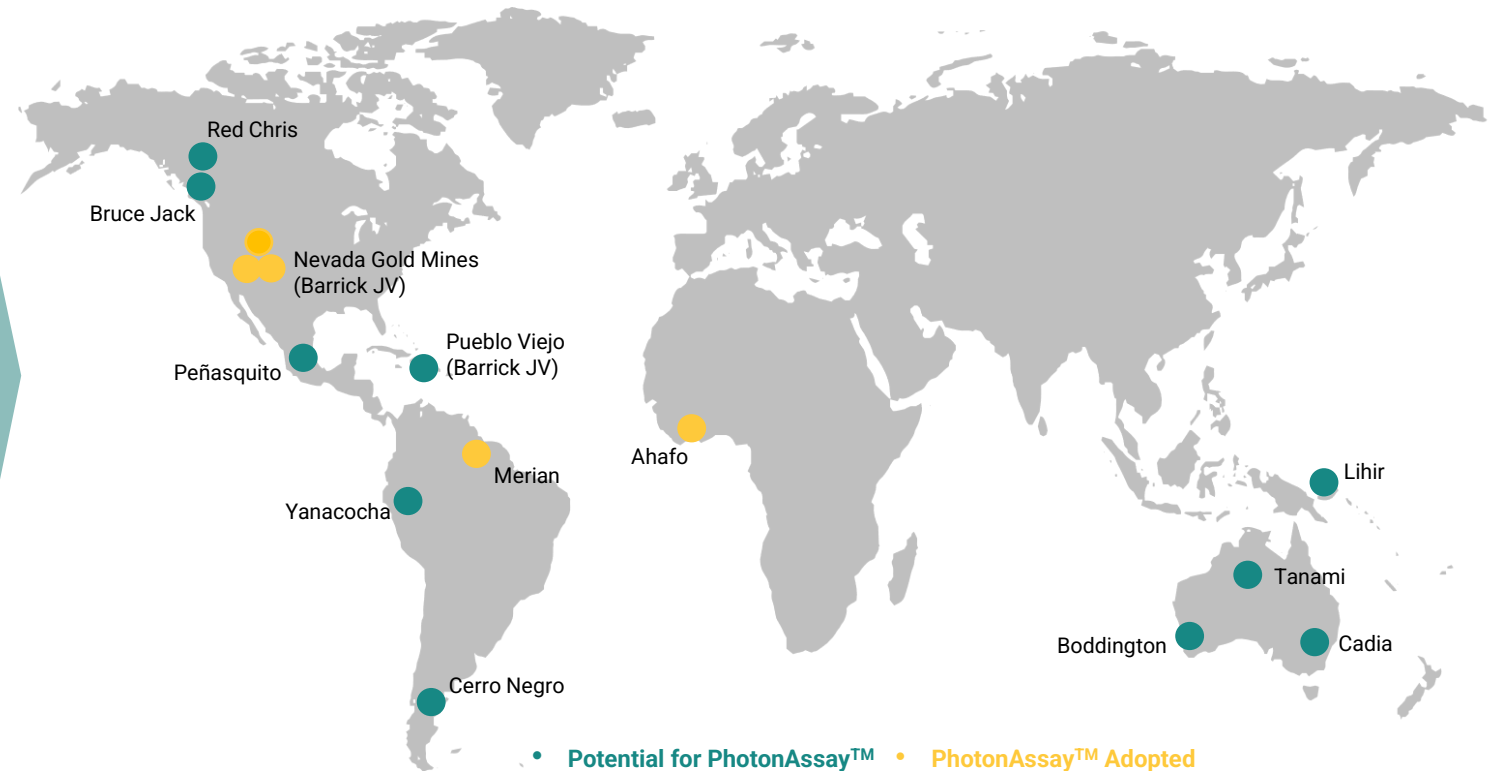 Red Chris
Bruce Jack
Nevada Gold Mines
(Barrick JV)
Pueblo Viejo
(Barrick JV)
Peñasquito
Ahafo
Merian
Lihir
Yanacocha
Tanami
Boddington
Cadia
Cerro Negro
• Potential for PhotonAssay™ • PhotonAssay™ Adopted